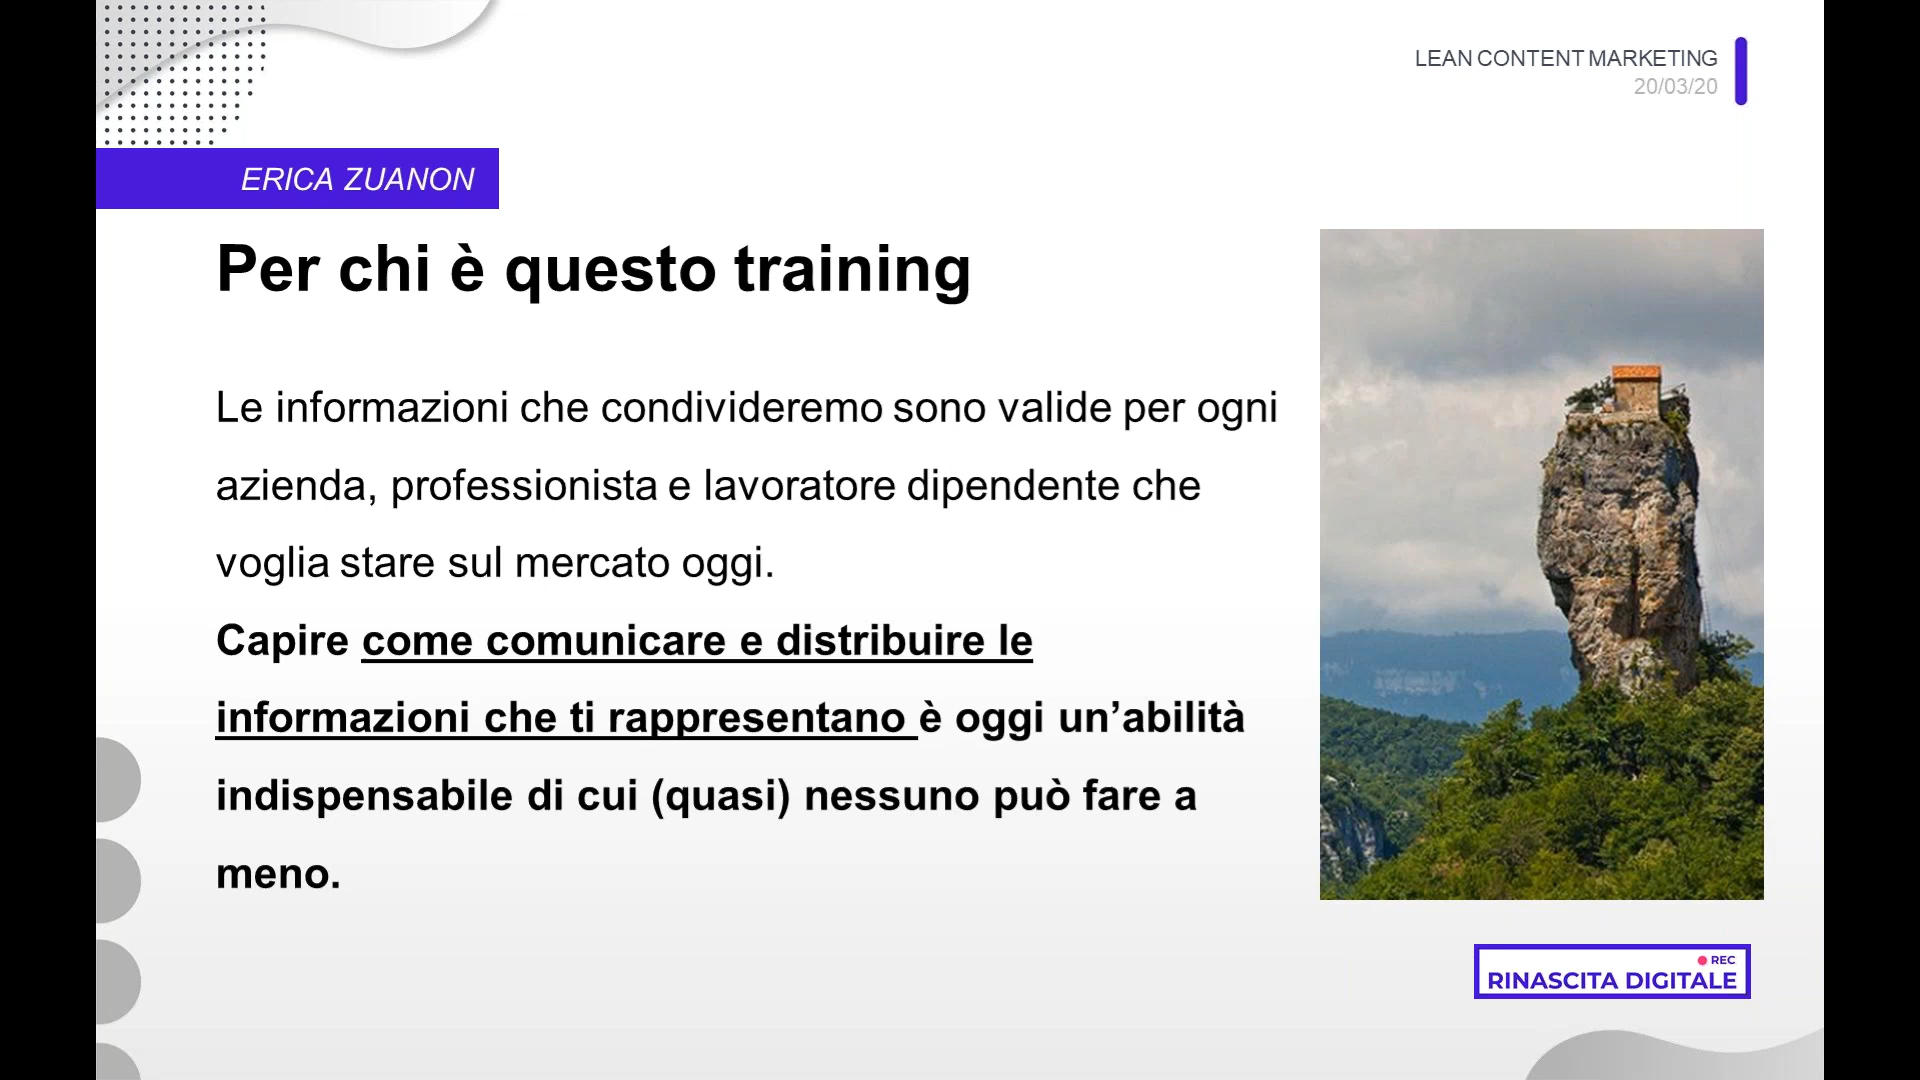 LEAN CONTENT MARKETING
20/03/20
ERICA ZUANON
Per chi è questo training
Le informazioni che condivideremo sono valide per ogni
azienda, professionista e lavoratore dipendente che
voglia stare sul mercato oggi.
Capire come comunicare e distribuire le
informazioni che ti rappresentano è oggi un’abilità
indispensabile di cui (quasi) nessuno può fare a
meno.
REC
RINASCITA DIGITALE